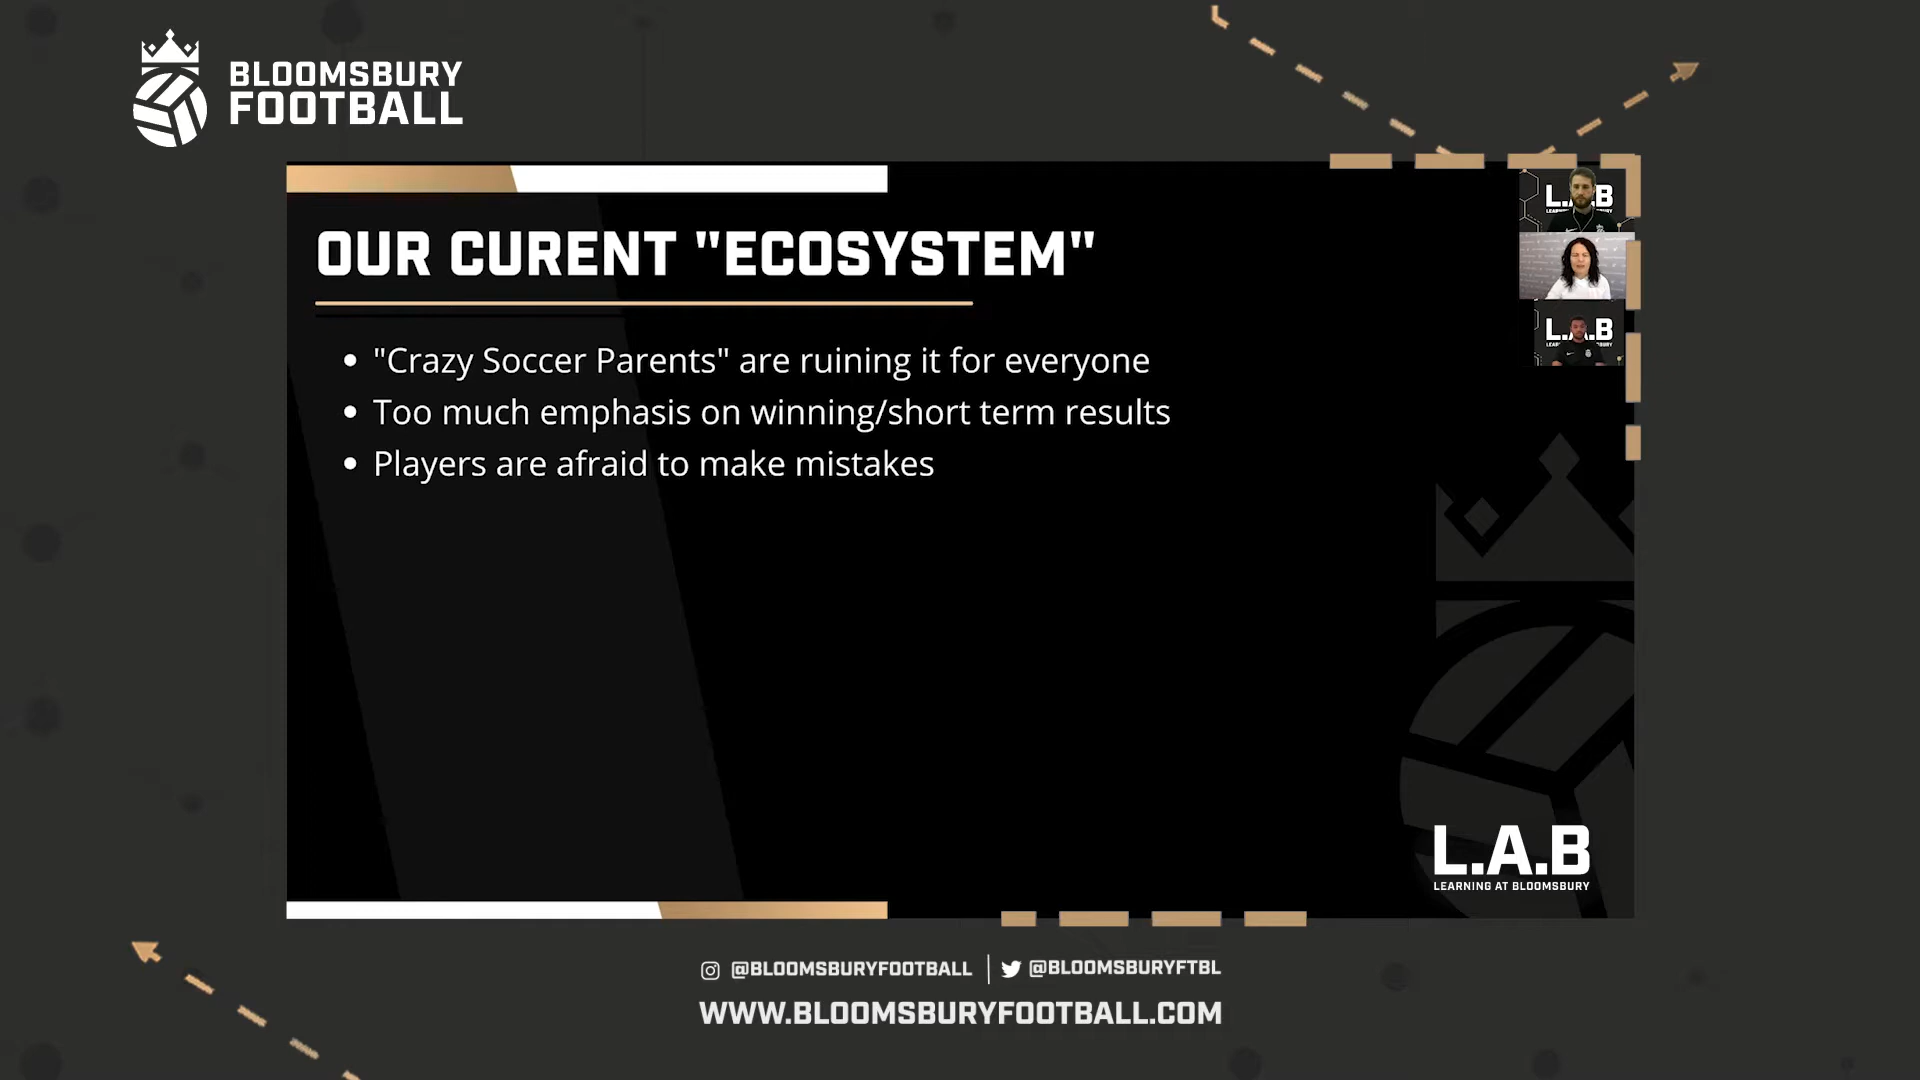 BLOOMSBURY
FOOTBALL
OUR CURENT "ECOSYSTEM"
• "Crazy Soccer Parents" are ruining it for everyone
• Too much emphasis on winning/short term results
• Players are afraid to make mistakes
L.A.B
LEARNING AT BLOOMSBURY
@BLOOMSBURYFOOTBALL | @BLOOMSBURYFTBL
WWW.BLOOMSBURYFOOTBALL.COM